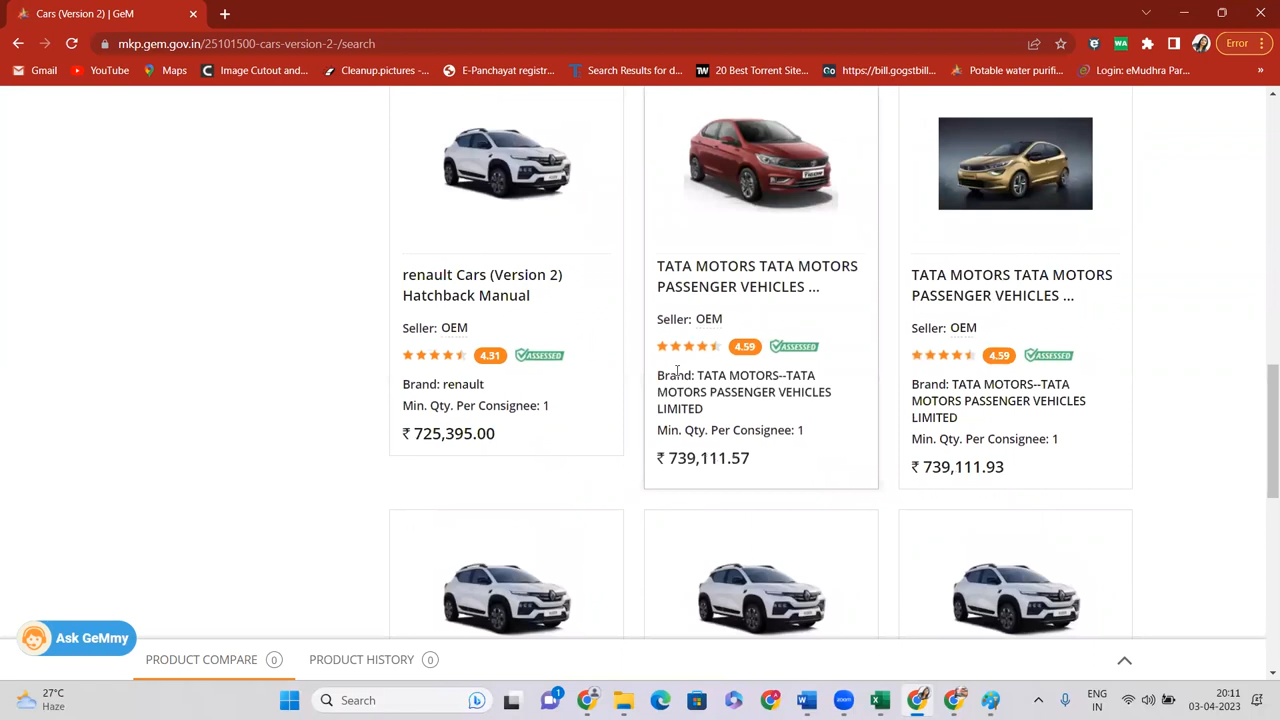 Cars (Version 2) | GeM
mkp.gem.gov.in/25101500-cars-version-2-/search
Error
Gmail
YouTube
Maps
Image Cutout and...
Cleanup.pictures -...
E-Panchayat registr...
Search Results for d...
20 Best Torrent Site...
https://bill.gogstbill...
Potable water purifi...
Login: eMudhra Par...
»
renault Cars (Version 2)
Hatchback Manual
Seller: OEM
4.31 ASSESSED
Brand: renault
Min. Qty. Per Consignee: 1
₹ 725,395.00
TATA MOTORS TATA MOTORS
PASSENGER VEHICLES ...
Seller: OEM
4.59 ASSESSED
Brand: TATA MOTORS--TATA
MOTORS PASSENGER VEHICLES
LIMITED
Min. Qty. Per Consignee: 1
₹ 739,111.57
TATA MOTORS TATA MOTORS
PASSENGER VEHICLES ...
Seller: OEM
4.59 ASSESSED
Brand: TATA MOTORS--TATA
MOTORS PASSENGER VEHICLES
LIMITED
Min. Qty. Per Consignee: 1
₹ 739,111.93
Ask GeMmy
PRODUCT COMPARE 0
PRODUCT HISTORY 0
27°C
Haze
Search
1
ENG
IN
20:11
03-04-2023